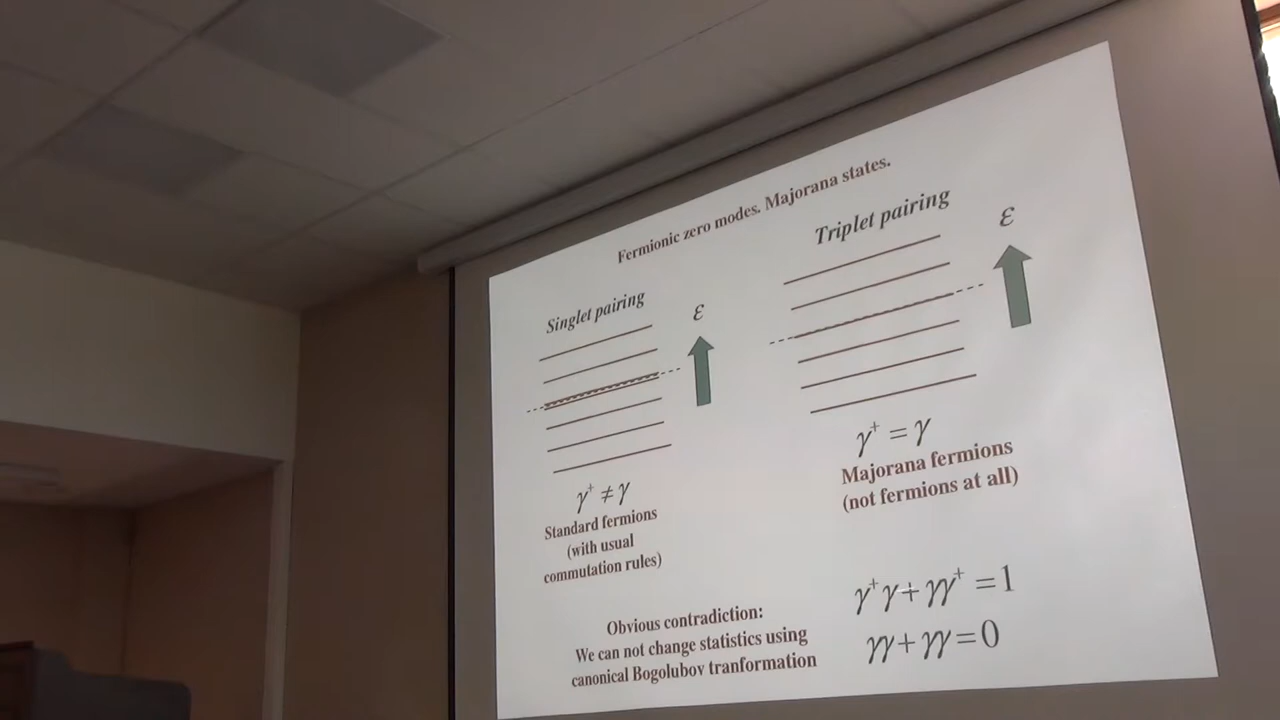 Fermionic zero modes. Majorana states.
Singlet pairing
ε
γ⁺ ≠ γ
Standard fermions
(with usual
commutation rules)
Triplet pairing
ε
γ⁺ = γ
Majorana fermions
(not fermions at all)
Obvious contradiction:
We can not change statistics using
canonical Bogolubov tranformation
γ⁺γ + γγ⁺ = 1
γγ + γγ = 0